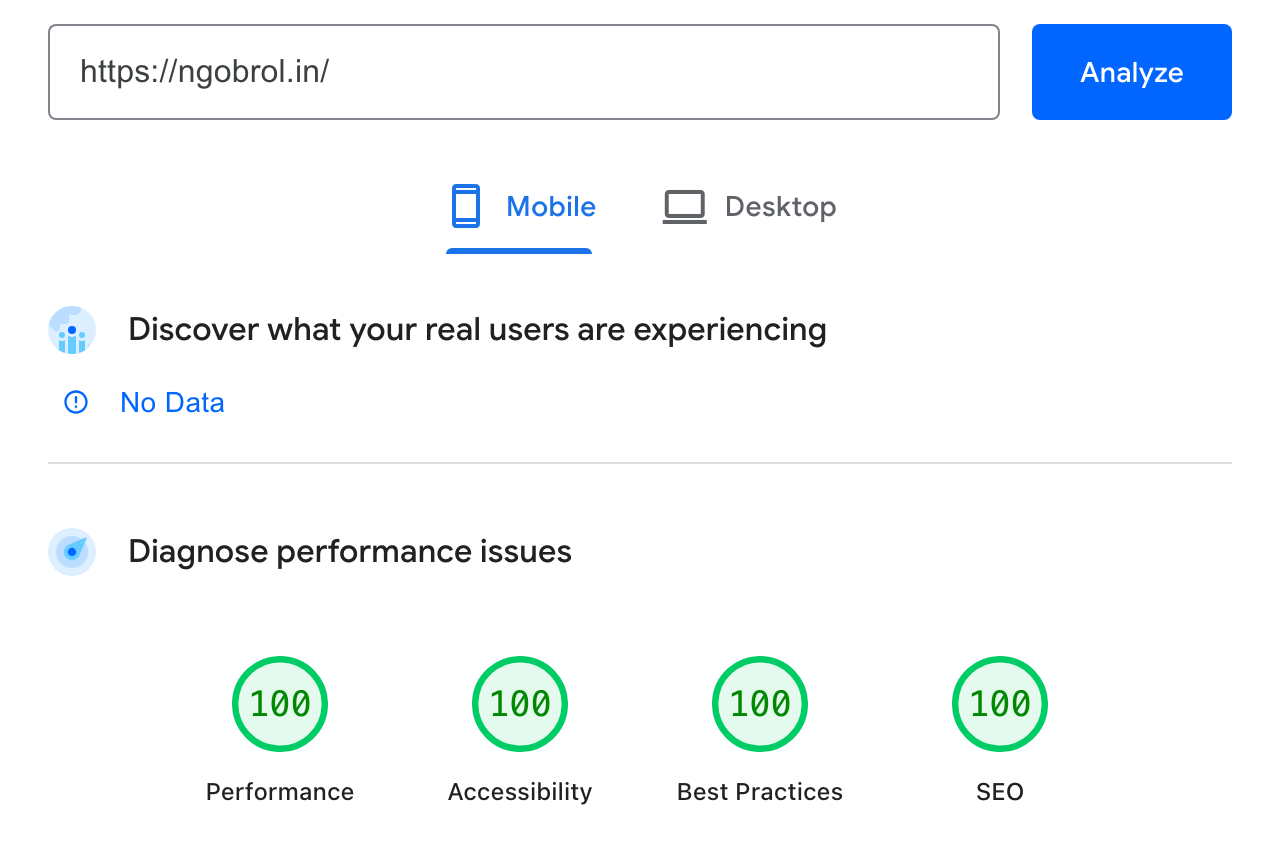 https://ngobrol.in/
Analyze
Mobile
Desktop
Discover what your real users are experiencing
No Data
Diagnose performance issues
100
100
100
100
Performance
Accessibility
Best Practices
SEO